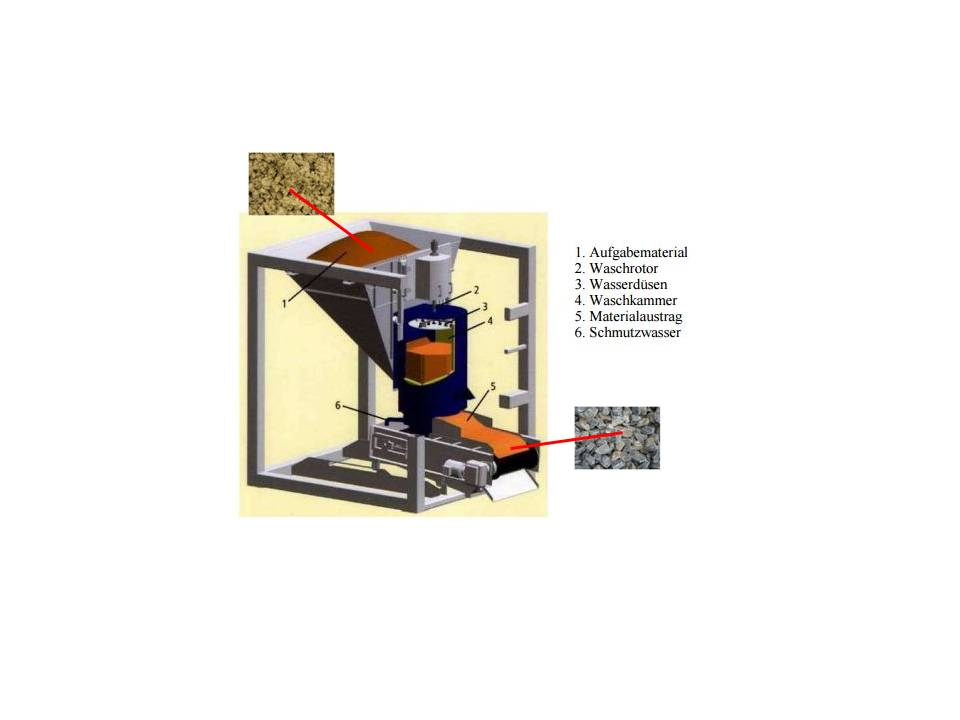 1. Aufgabematerial
2. Waschrotor
3. Wasserdüsen
4. Waschkammer
5. Materialaustrag
6. Schmutzwasser
1
2
3
4
5
6